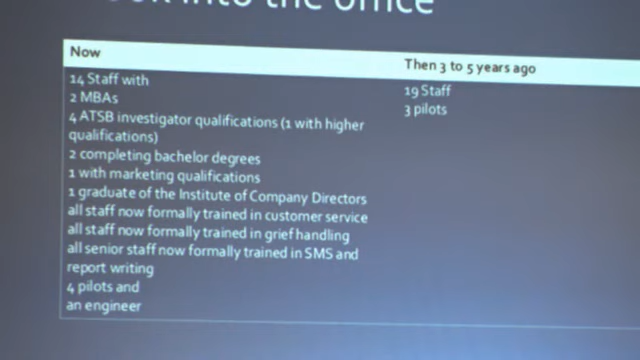 into the office
Now
Then 3 to 5 years ago
14 Staff with
19 Staff
2 MBAs
3 pilots
4 ATSB investigator qualifications (1 with higher
qualifications)
2 completing bachelor degrees
1 with marketing qualifications
1 graduate of the Institute of Company Directors
all staff now formally trained in customer service
all staff now formally trained in grief handling
all senior staff now formally trained in SMS and
report writing
4 pilots and
an engineer